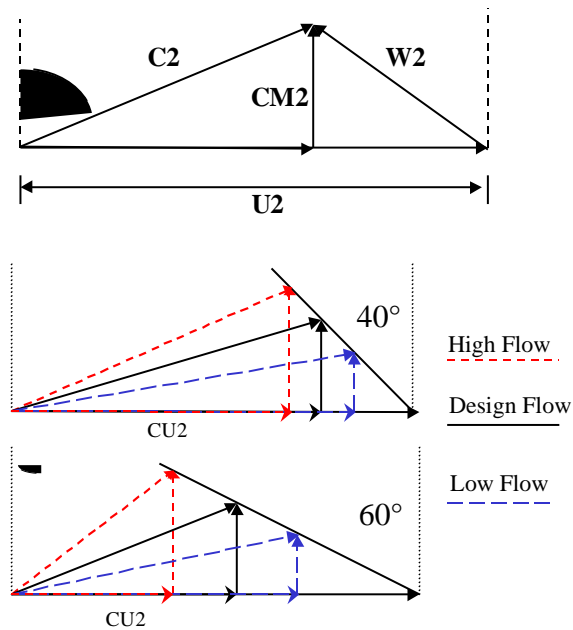 C2
W2
CM2
U2
40°
High Flow
Design Flow
CU2
Low Flow
60°
CU2